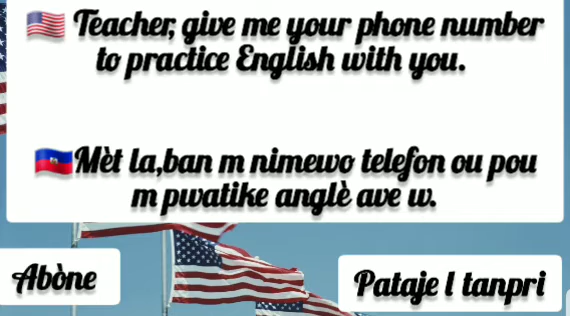 🇺🇸 Teacher, give me your phone number
to practice English with you.
🇭🇹Mèt la,ban m nimewo telefon ou pou
m pwatike anglè ave w.
Abòne
Pataje l tanpri